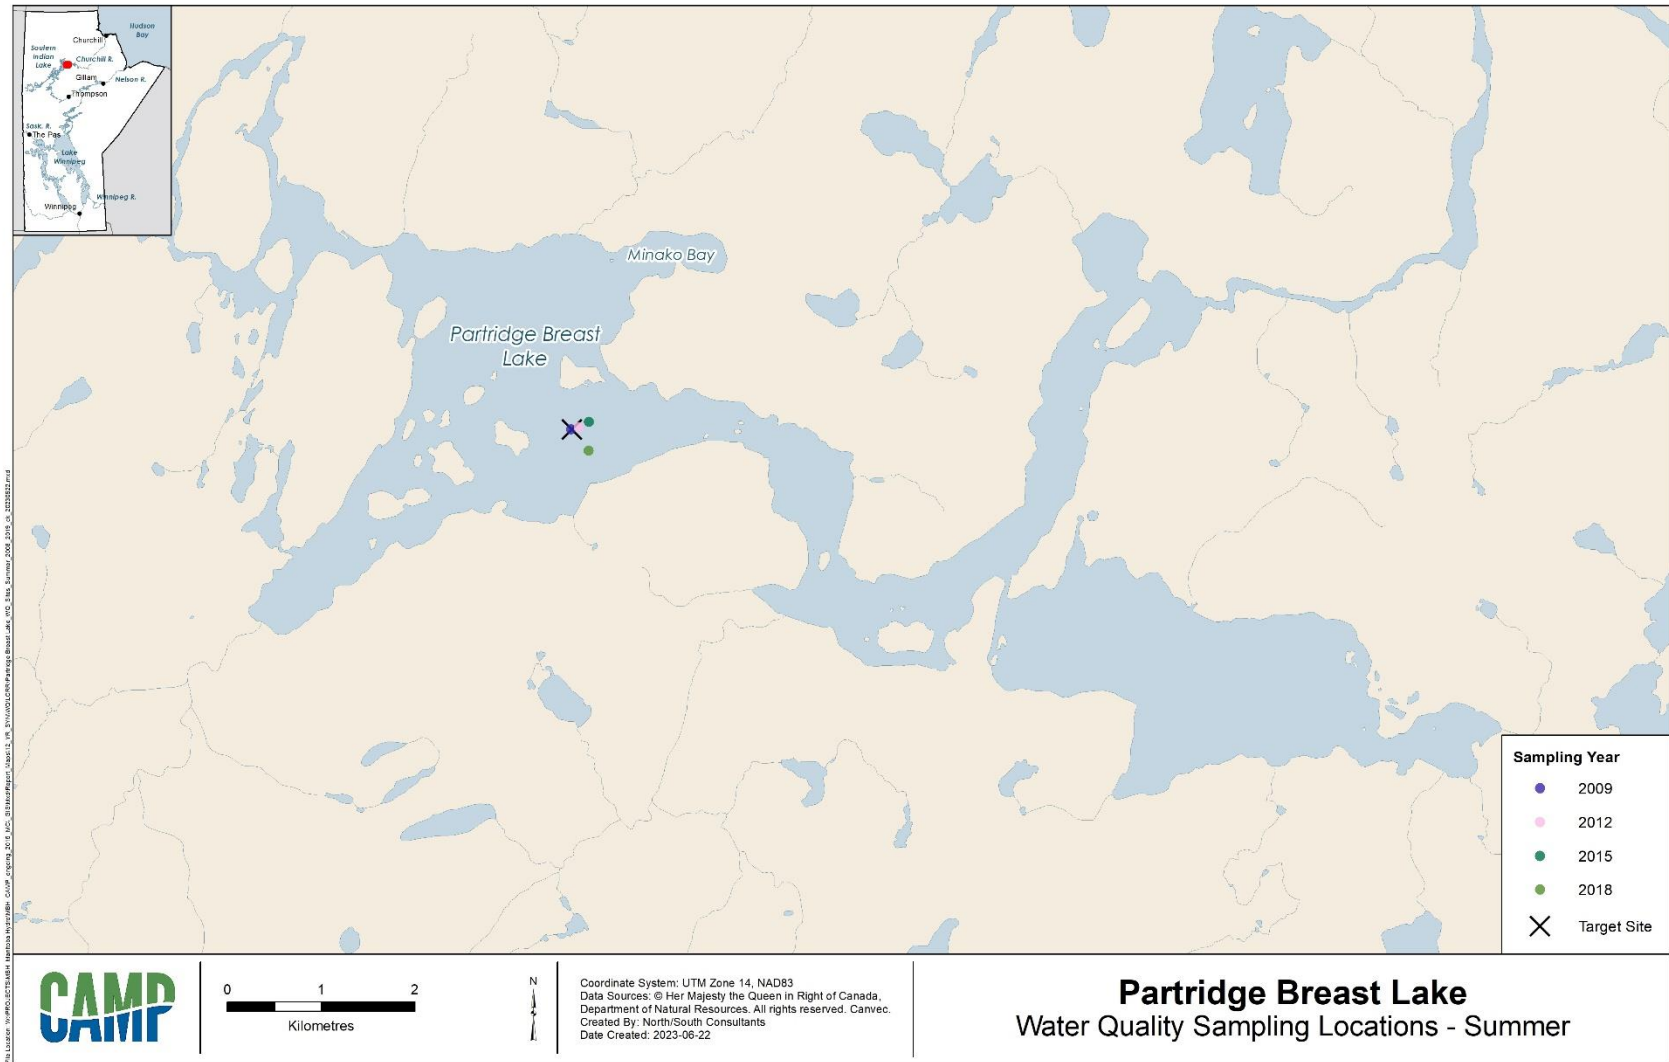 Hudson
Bay
Churchill
Southern
Indian
Lake
Churchill R.
Gillam
Nelson R.
Thompson
Sask. R.
The Pas
Lake
Winnipeg
Winnipeg R.
Winnipeg
Minako Bay
Partridge Breast
Lake
Sampling Year
2009
2012
2015
2018
Target Site
CAMP
0 1 2
Kilometres
N
Coordinate System: UTM Zone 14, NAD83
Data Sources: © Her Majesty the Queen in Right of Canada,
Department of Natural Resources. All rights reserved. Canvec.
Created By: North/South Consultants
Date Created: 2023-06-22
Partridge Breast Lake
Water Quality Sampling Locations - Summer